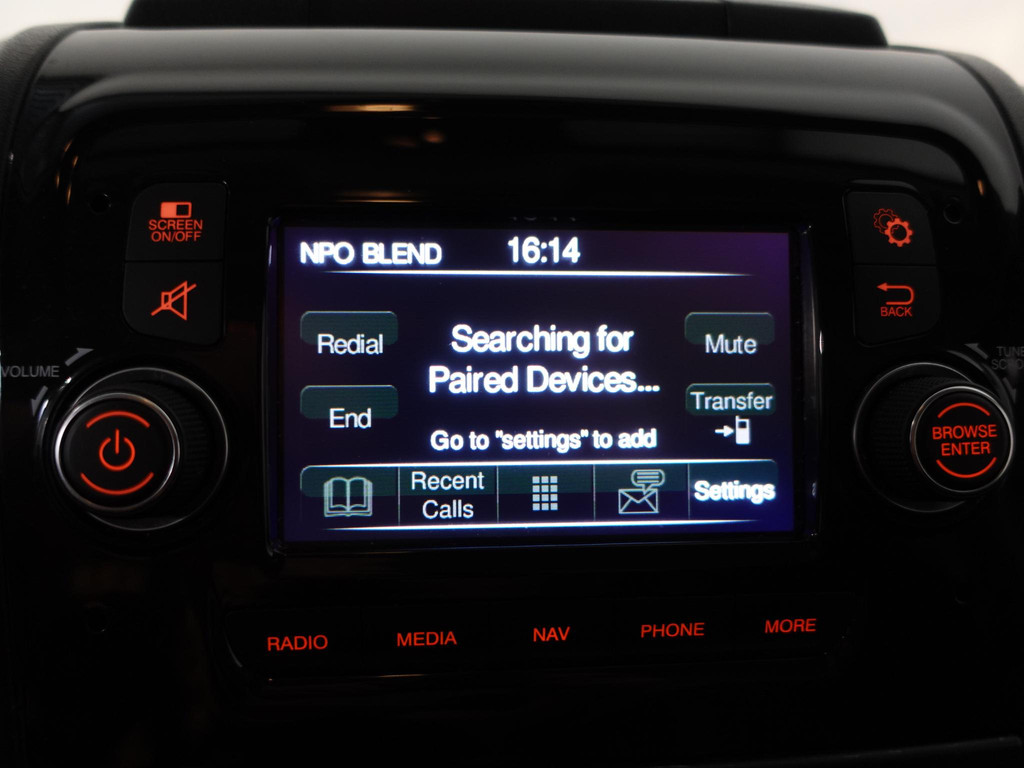 SCREEN
ON/OFF
NPO BLEND 16:14
BACK
VOLUME
Redial
Searching for
Paired Devices...
Mute
End
Transfer
Go to "settings" to add
BROWSE
ENTER
Recent
Calls
Settings
RADIO MEDIA NAV PHONE MORE